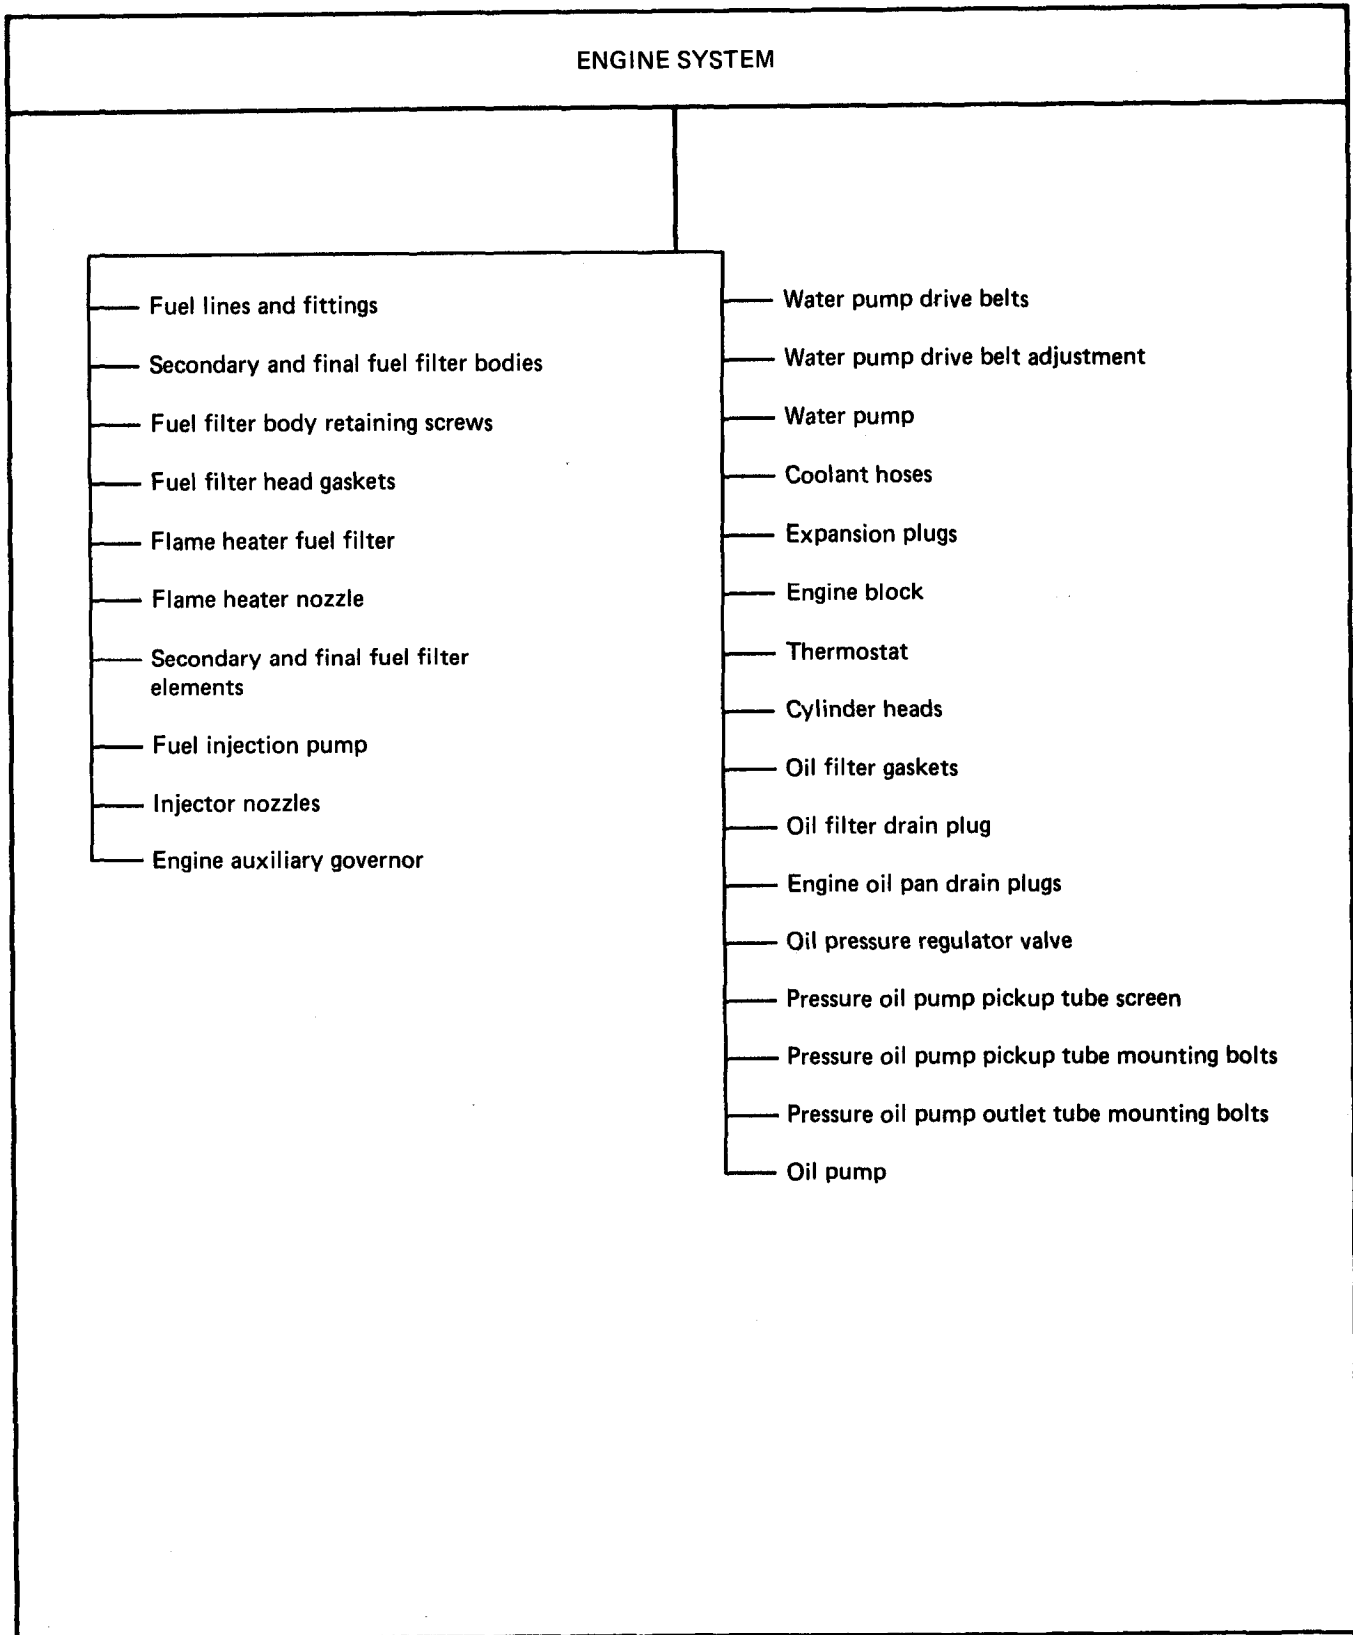 ENGINE SYSTEM
Fuel lines and fittings
Secondary and final fuel filter bodies
Fuel filter body retaining screws
Fuel filter head gaskets
Flame heater fuel filter
Flame heater nozzle
Secondary and final fuel filter
elements
Fuel injection pump
Injector nozzles
Engine auxiliary governor
Water pump drive belts
Water pump drive belt adjustment
Water pump
Coolant hoses
Expansion plugs
Engine block
Thermostat
Cylinder heads
Oil filter gaskets
Oil filter drain plug
Engine oil pan drain plugs
Oil pressure regulator valve
Pressure oil pump pickup tube screen
Pressure oil pump pickup tube mounting bolts
Pressure oil pump outlet tube mounting bolts
Oil pump